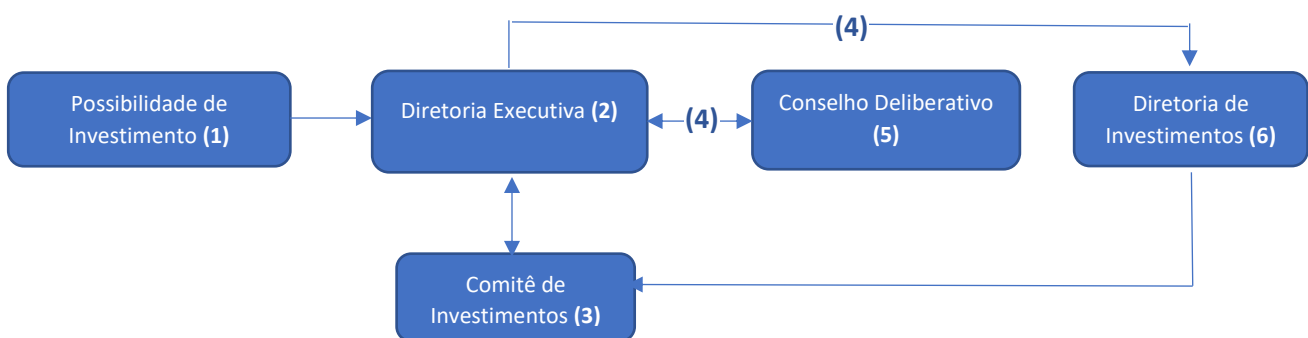 (4)
Possibilidade de
Investimento (1)
Diretoria Executiva (2)
(4)
Conselho Deliberativo
(5)
Diretoria de
Investimentos (6)
Comitê de
Investimentos (3)